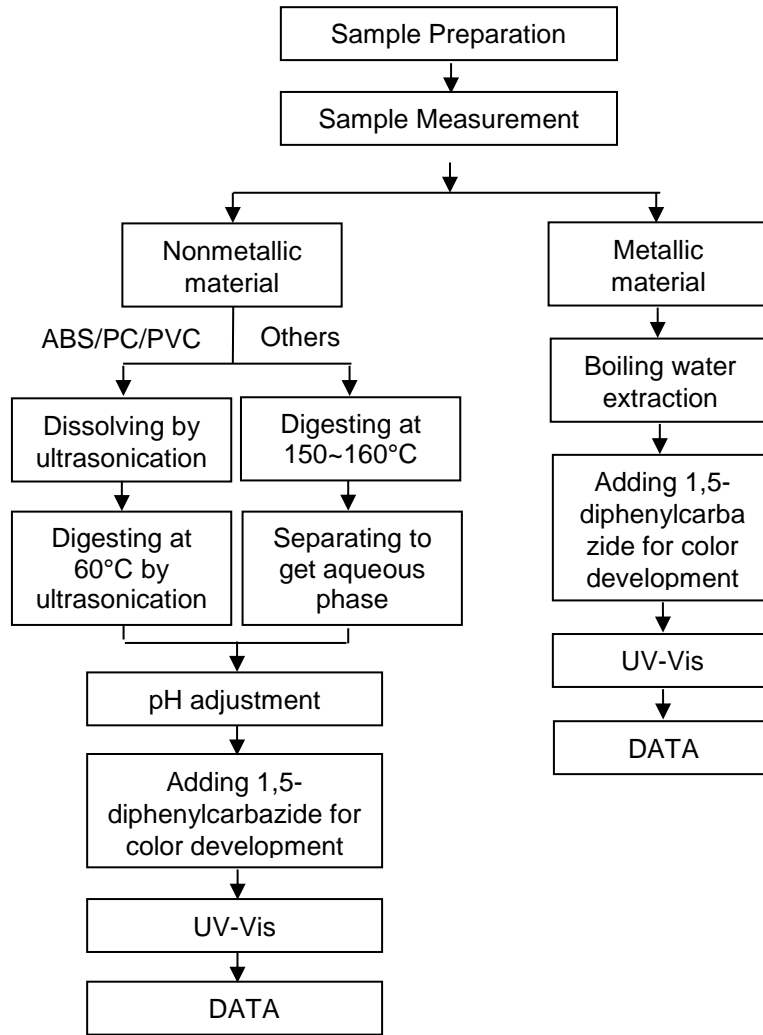 Sample Preparation
Sample Measurement
Nonmetallic
material
Metallic
material
ABS/PC/PVC
Others
Dissolving by
ultrasonication
Digesting at
150~160°C
Boiling water
extraction
Digesting at
60°C by
ultrasonication
Separating to
get aqueous
phase
Adding 1,5-
diphenylcarba
zide for color
development
pH adjustment
UV-Vis
DATA
Adding 1,5-
diphenylcarbazide for
color development
UV-Vis
DATA